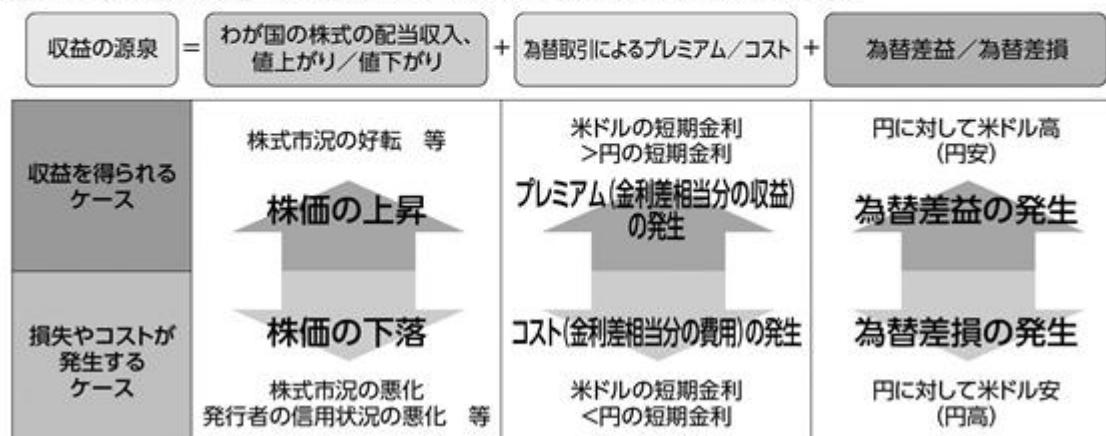 収益の源泉
=
わが国の株式の配当収入、
値上がり／値下がり
+
為替取引によるプレミアム／コスト
+
為替差益／為替差損
収益を得られる
ケース
株式市況の好転 等
株価の上昇
米ドルの短期金利
＞円の短期金利
プレミアム(金利差相当分の収益)
の発生
円に対して米ドル高
(円安)
為替差益の発生
損失やコストが
発生する
ケース
株価の下落
株式市況の悪化
発行者の信用状況の悪化 等
コスト(金利差相当分の費用)の発生
米ドルの短期金利
＜円の短期金利
為替差損の発生
円に対して米ドル安
(円高)